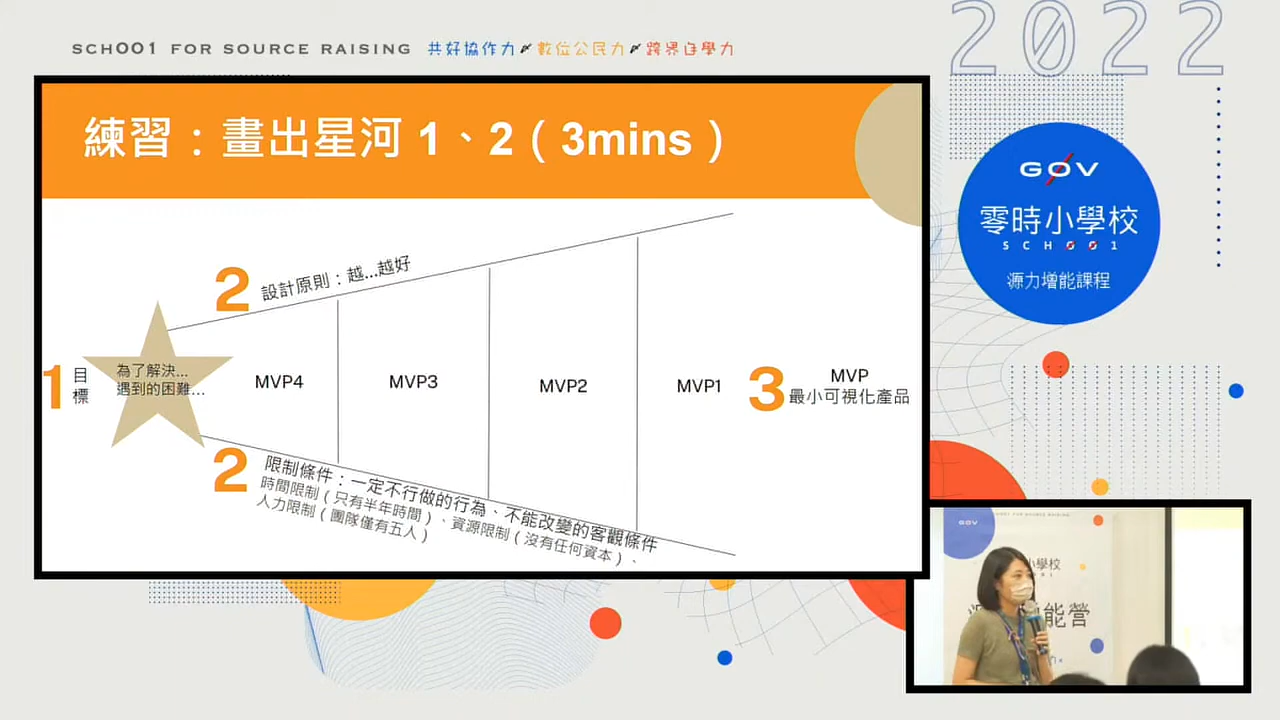 SCHOO1 FOR SOURCE RAISING 共好協作力 數位公民力 跨界自學力
2022
練習：畫出星河 1、2（3mins）
GOV
零時小學校
SCHOO1
源力增能課程
2 設計原則：越...越好
1 目標
為了解決...
遇到的困難...
MVP4
MVP3
MVP2
MVP1
3 MVP
最小可視化產品
2 限制條件：一定不行做的行為、不能改變的客觀條件
時間限制（只有半年時間）、資源限制（沒有任何資本）、
人力限制（團隊僅有五人）
GOV
小學校
能營